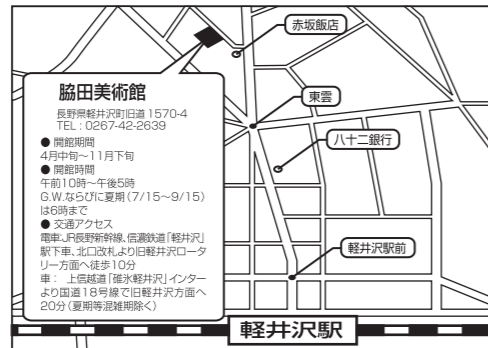 赤坂飯店
脇田美術館
長野県軽井沢町旧道1570-4
TEL : 0267-42-2639
● 開館期間
4月中旬〜11月下旬
● 開館時間
午前10時〜午後5時
G.W.ならびに夏期(7/15〜9/15)
は6時まで
● 交通アクセス
電車:JR長野新幹線、信濃鉄道「軽井沢」
駅下車、北口改札より旧軽井沢ロータ
リー方面へ徒歩10分
車: 上信越道「碓氷軽井沢」インター
より国道18号線で旧軽井沢方面へ
20分(夏期等混雑期除く)
東雲
八十二銀行
軽井沢駅前
軽井沢駅